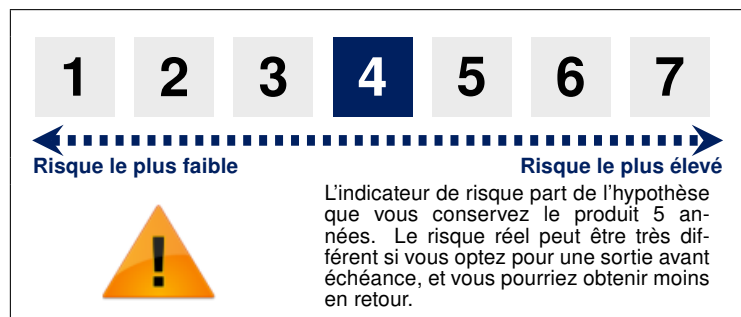 1 2 3 4 5 6 7
Risque le plus faible Risque le plus élevé
L'indicateur de risque part de l'hypothèse
que vous conservez le produit 5 an-
nées. Le risque réel peut être très dif-
férent si vous optez pour une sortie avant
échéance, et vous pourriez obtenir moins
en retour.